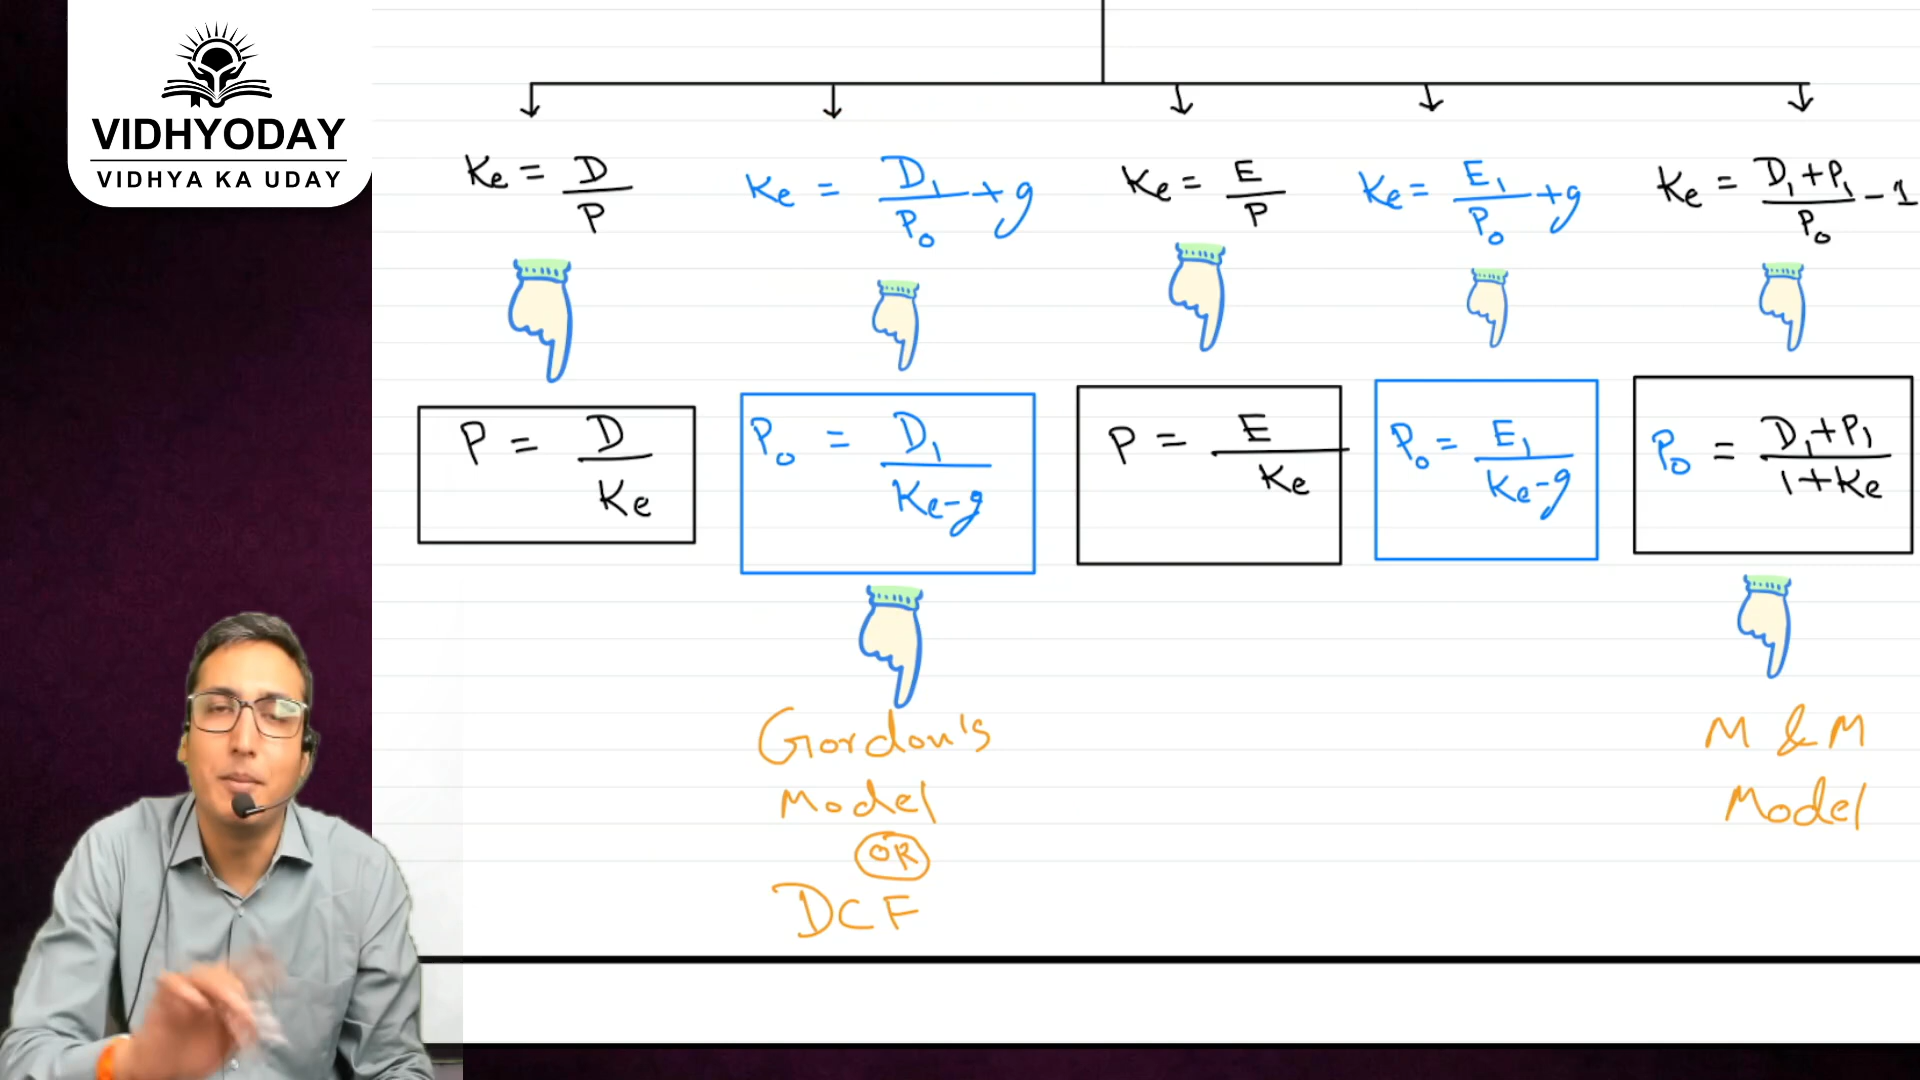 VIDHYODAY
VIDHYA KA UDAY
Ke = D/P
Ke = D₁/P₀ + g
Ke = E/P
Ke = E₁/P₀ + g
Ke = D₁+P₁/P₀ - 1
P = D/Ke
P₀ = D₁/Ke-g
P = E/Ke
P₀ = E₁/Ke-g
P₀ = D₁+P₁/1+Ke
Gordon's
Model
OR
DCF
M & M
Model